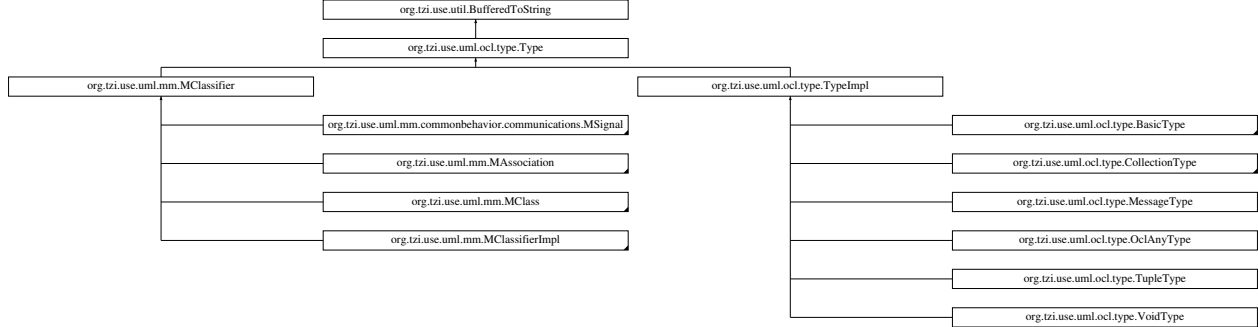 org.tzi.use.util.BufferedToString
org.tzi.use.uml.ocl.type.Type
org.tzi.use.uml.mm.MClassifier
org.tzi.use.uml.ocl.type.TypeImpl
org.tzi.use.uml.mm.commonbehavior.communications.MSignal
org.tzi.use.uml.ocl.type.BasicType
org.tzi.use.uml.mm.MAssociation
org.tzi.use.uml.ocl.type.CollectionType
org.tzi.use.uml.mm.MClass
org.tzi.use.uml.ocl.type.MessageType
org.tzi.use.uml.mm.MClassifierImpl
org.tzi.use.uml.ocl.type.OclAnyType
org.tzi.use.uml.ocl.type.TupleType
org.tzi.use.uml.ocl.type.VoidType